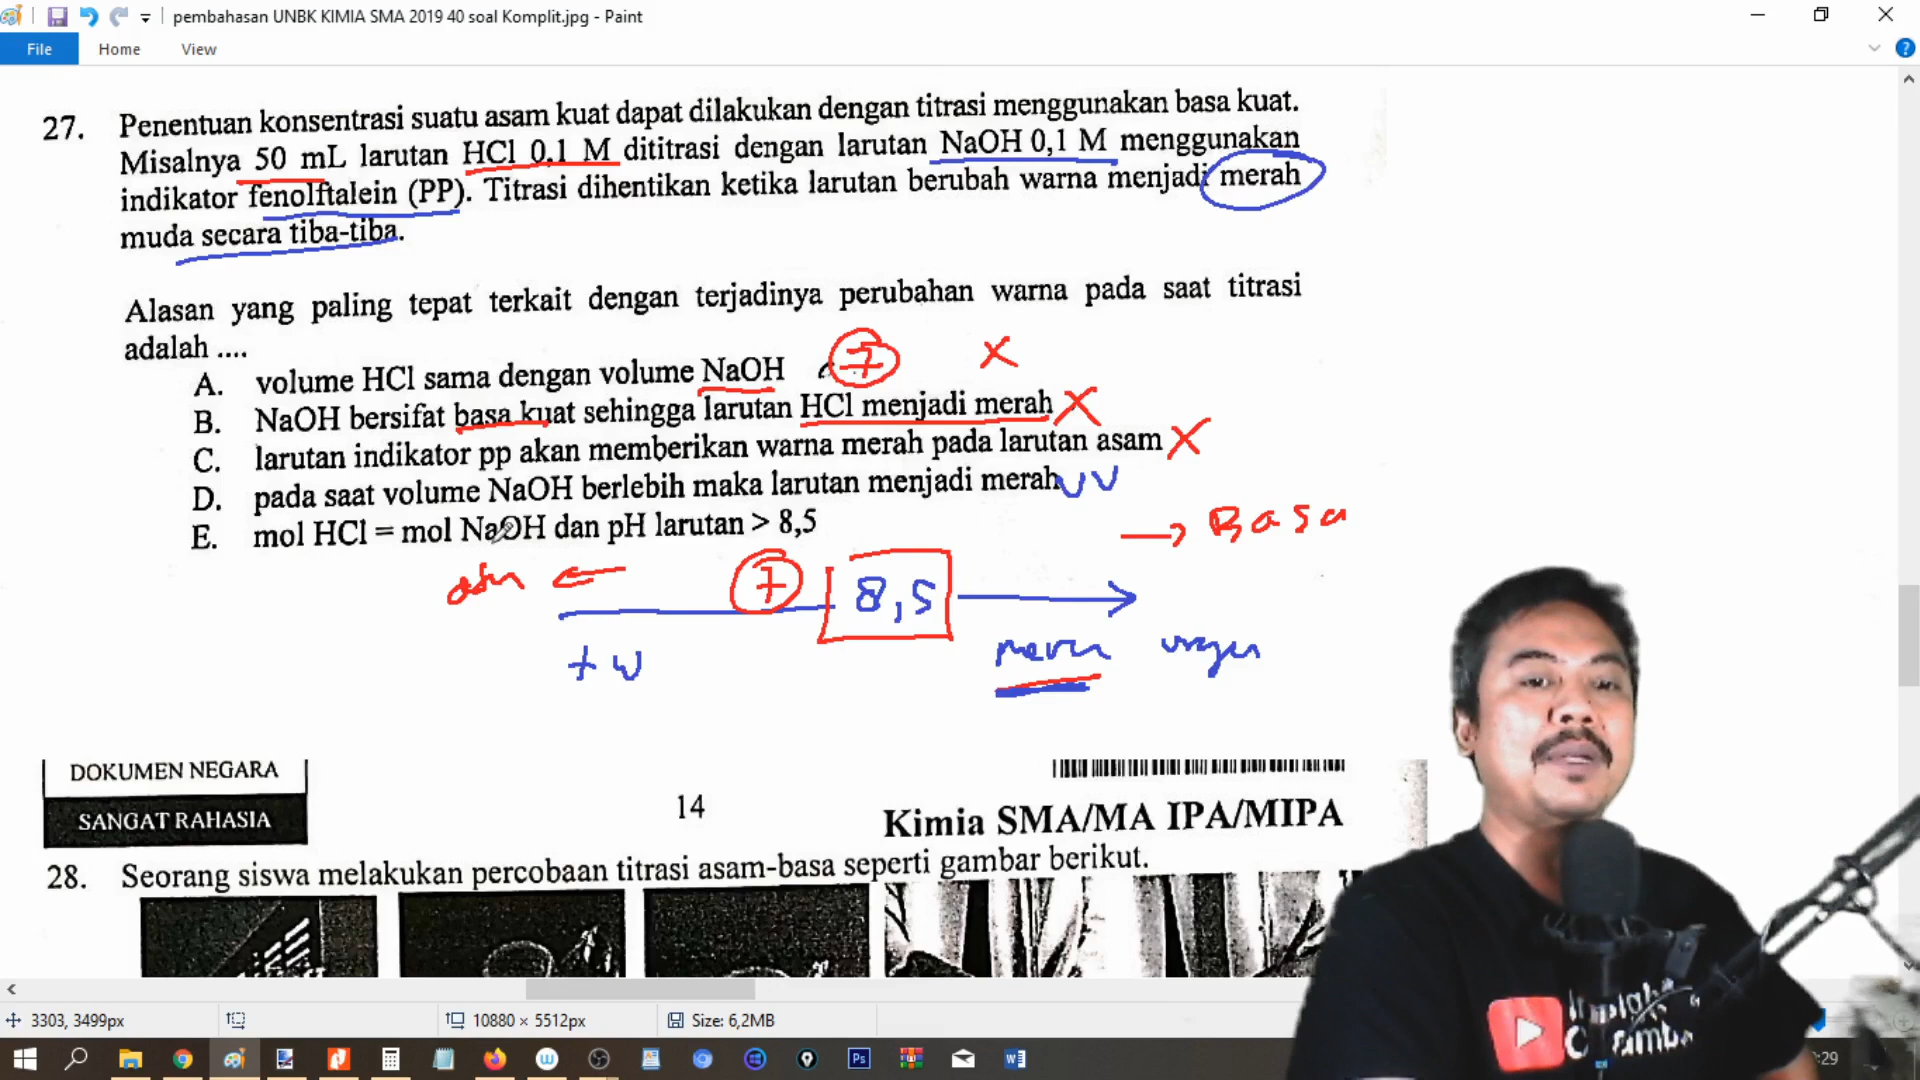 pembahasan UNBK KIMIA SMA 2019 40 soal Komplit.jpg - Paint
File Home View
27. Penentuan konsentrasi suatu asam kuat dapat dilakukan dengan titrasi menggunakan basa kuat.
Misalnya 50 mL larutan HCl 0,1 M dititrasi dengan larutan NaOH 0,1 M menggunakan
indikator fenolftalein (PP). Titrasi dihentikan ketika larutan berubah warna menjadi merah
muda secara tiba-tiba.
Alasan yang paling tepat terkait dengan terjadinya perubahan warna pada saat titrasi
adalah ....
A. volume HCl sama dengan volume NaOH 7 X
B. NaOH bersifat basa kuat sehingga larutan HCl menjadi merah X
C. larutan indikator pp akan memberikan warna merah pada larutan asam X
D. pada saat volume NaOH berlebih maka larutan menjadi merah
E. mol HCl = mol NaOH dan pH larutan > 8,5
→ Basa
7 8,5
merah
DOKUMEN NEGARA
SANGAT RAHASIA
14
Kimia SMA/MA IPA/MIPA
28. Seorang siswa melakukan percobaan titrasi asam-basa seperti gambar berikut.
3303, 3499px
10880 × 5512px
Size: 6,2MB
:29